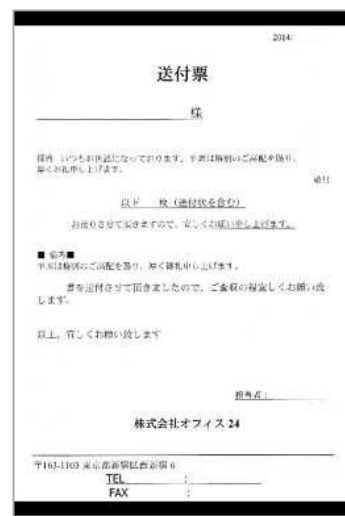 2014
送付票
様
拝啓 いつもお世話になっております。平素は格別のご高配を賜り、
厚くお礼申し上げます。
敬具
以下 枚（送付状を含む）
お送りさせて頂きますので、宜しくお願い申し上げます。
■ 備考■
平素は格別のご高配を賜り、厚く御礼申し上げます。
書を送付させて頂きましたので、ご査収の程宜しくお願い致
します。
以上、宜しくお願い致します
担当者：
株式会社オフィス 24
〒163-1103 東京都新宿区西新宿 6
TEL :
FAX :